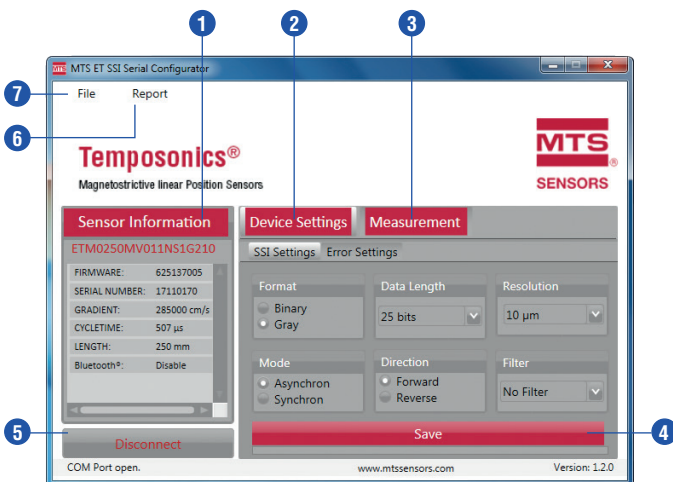 1 2 3
MTS MTS ET SSI Serial Configurator
7 File Report
6
Temposonics®
Magnetostrictive linear Position Sensors
MTS®
SENSORS
Sensor Information
ETM0250MV011NS1G210
FIRMWARE: 625137005
SERIAL NUMBER: 17110170
GRADIENT: 285000 cm/s
CYCLETIME: 507 µs
LENGTH: 250 mm
Bluetooth®: Disable
5 Disconnect
Device Settings Measurement
SSI Settings Error Settings
Format
Binary
Gray
Data Length
25 bits
Resolution
10 µm
Mode
Asynchron
Synchron
Direction
Forward
Reverse
Filter
No Filter
Save 4
COM Port open. www.mtssensors.com Version: 1.2.0